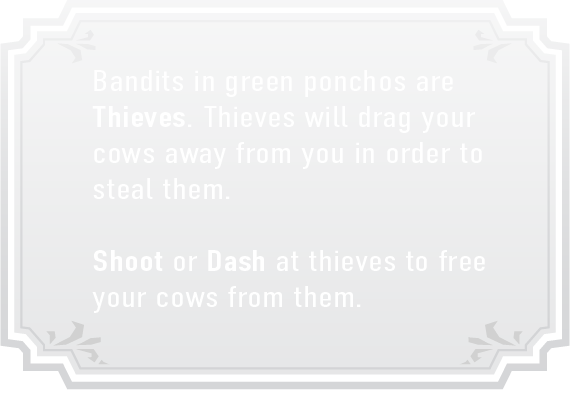 Bandits in green ponchos are
Thieves. Thieves will drag your
cows away from you in order to
steal them.
Shoot or Dash at thieves to free
your cows from them.